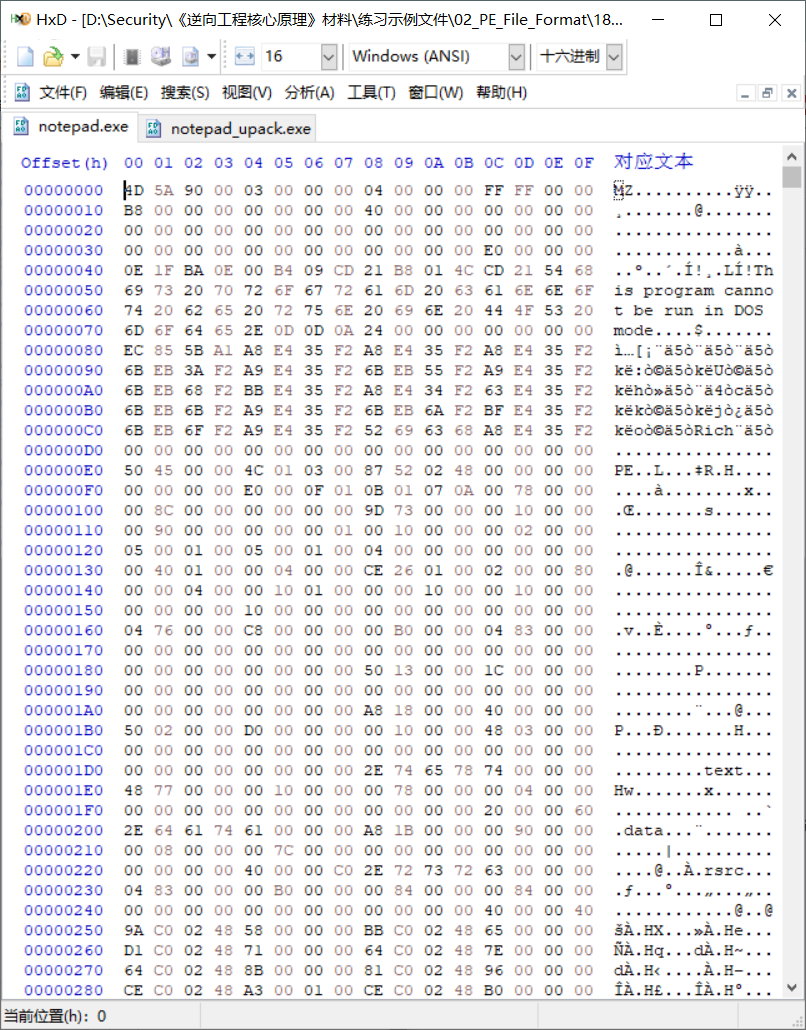 HxD - [D:\Security\《逆向工程核心原理》材料\练习示例文件\02_PE_File_Format\18...
16 Windows (ANSI) 十六进制
文件(F) 编辑(E) 搜索(S) 视图(V) 分析(A) 工具(T) 窗口(W) 帮助(H)
notepad.exe notepad_upack.exe
Offset(h) 00 01 02 03 04 05 06 07 08 09 0A 0B 0C 0D 0E 0F 对应文本
00000000 4D 5A 90 00 03 00 00 00 04 00 00 00 FF FF 00 00 MZ..........ÿÿ..
00000010 B8 00 00 00 00 00 00 00 40 00 00 00 00 00 00 00 ¸.......@.......
00000020 00 00 00 00 00 00 00 00 00 00 00 00 00 00 00 00 ................
00000030 00 00 00 00 00 00 00 00 00 00 00 00 E0 00 00 00 ............à...
00000040 0E 1F BA 0E 00 B4 09 CD 21 B8 01 4C CD 21 54 68 ..º..´.Í!¸.LÍ!Th
00000050 69 73 20 70 72 6F 67 72 61 6D 20 63 61 6E 6E 6F is program canno
00000060 74 20 62 65 20 72 75 6E 20 69 6E 20 44 4F 53 20 t be run in DOS
00000070 6D 6F 64 65 2E 0D 0D 0A 24 00 00 00 00 00 00 00 mode....$.......
00000080 EC 85 5B A1 A8 E4 35 F2 A8 E4 35 F2 A8 E4 35 F2 ì…[¡¨ä5ò¨ä5ò¨ä5ò
00000090 6B EB 3A F2 A9 E4 35 F2 6B EB 55 F2 A9 E4 35 F2 kë:ò©ä5òkëUò©ä5ò
000000A0 6B EB 68 F2 BB E4 35 F2 A8 E4 34 F2 63 E4 35 F2 këhò»ä5ò¨ä4òcä5ò
000000B0 6B EB 6B F2 A9 E4 35 F2 6B EB 6A F2 BF E4 35 F2 këkò©ä5òkëjò¿ä5ò
000000C0 6B EB 6F F2 A9 E4 35 F2 52 69 63 68 A8 E4 35 F2 këoò©ä5òRich¨ä5ò
000000D0 00 00 00 00 00 00 00 00 00 00 00 00 00 00 00 00 ................
000000E0 50 45 00 00 4C 01 03 00 87 52 02 48 00 00 00 00 PE..L...‡R.H....
000000F0 00 00 00 00 E0 00 0F 01 0B 01 07 0A 00 78 00 00 ....à........x..
00000100 00 8C 00 00 00 00 00 00 9D 73 00 00 00 10 00 00 .Œ.......s......
00000110 00 90 00 00 00 00 00 01 00 10 00 00 00 02 00 00 ................
00000120 05 00 01 00 05 00 01 00 04 00 00 00 00 00 00 00 ................
00000130 00 40 01 00 00 04 00 00 CE 26 01 00 02 00 00 80 .@......Î&.....€
00000140 00 00 04 00 00 10 01 00 00 00 10 00 00 10 00 00 ................
00000150 00 00 00 00 10 00 00 00 00 00 00 00 00 00 00 00 ................
00000160 04 76 00 00 C8 00 00 00 00 B0 00 00 04 83 00 00 .v..È....°...ƒ..
00000170 00 00 00 00 00 00 00 00 00 00 00 00 00 00 00 00 ................
00000180 00 00 00 00 00 00 00 00 50 13 00 00 1C 00 00 00 ........P.......
00000190 00 00 00 00 00 00 00 00 00 00 00 00 00 00 00 00 ................
000001A0 00 00 00 00 00 00 00 00 A8 18 00 00 40 00 00 00 ........¨...@...
000001B0 50 02 00 00 D0 00 00 00 00 10 00 00 48 03 00 00 P...Ð.......H...
000001C0 00 00 00 00 00 00 00 00 00 00 00 00 00 00 00 00 ................
000001D0 00 00 00 00 00 00 00 00 2E 74 65 78 74 00 00 00 .........text...
000001E0 48 77 00 00 00 10 00 00 00 78 00 00 00 04 00 00 Hw.......x......
000001F0 00 00 00 00 00 00 00 00 00 00 00 00 20 00 00 60 ............ ..`
00000200 2E 64 61 74 61 00 00 00 A8 1B 00 00 00 90 00 00 .data...¨.......
00000210 00 08 00 00 00 7C 00 00 00 00 00 00 00 00 00 00 .....|..........
00000220 00 00 00 00 40 00 00 C0 2E 72 73 72 63 00 00 00 ....@..À.rsrc...
00000230 04 83 00 00 00 B0 00 00 00 84 00 00 00 84 00 00 .ƒ...°...„...„..
00000240 00 00 00 00 00 00 00 00 00 00 00 00 40 00 00 40 ............@..@
00000250 9A C0 02 48 58 00 00 00 BB C0 02 48 65 00 00 00 šÀ.HX...»À.He...
00000260 D1 C0 02 48 71 00 00 00 64 C0 02 48 7E 00 00 00 ÑÀ.Hq...dÀ.H~...
00000270 64 C0 02 48 8B 00 00 00 81 C0 02 48 96 00 00 00 dÀ.H‹....À.H–...
00000280 CE C0 02 48 A3 00 01 00 CE C0 02 48 B0 00 00 00 ÎÀ.H£...ÎÀ.H°...
当前位置(h): 0